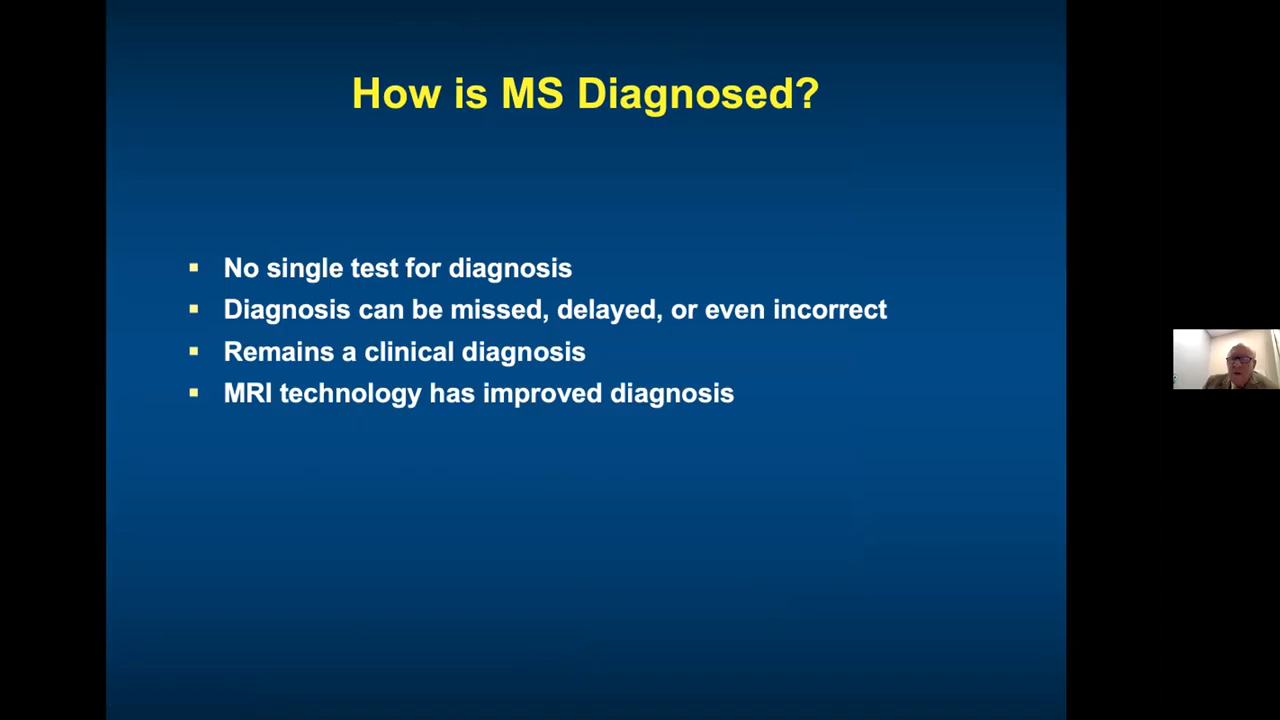 How is MS Diagnosed?
▪ No single test for diagnosis
▪ Diagnosis can be missed, delayed, or even incorrect
▪ Remains a clinical diagnosis
▪ MRI technology has improved diagnosis